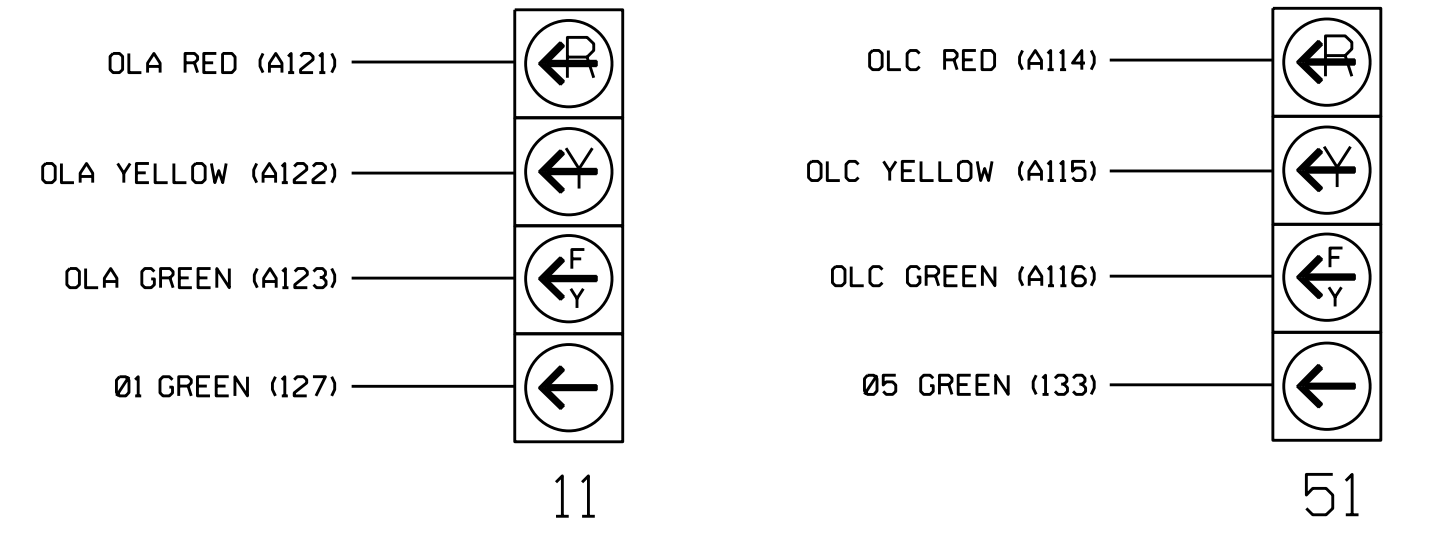 OLA RED (A121)
R
OLA YELLOW (A122)
Y
OLA GREEN (A123)
F
Y
Ø1 GREEN (127)
11
OLC RED (A114)
R
OLC YELLOW (A115)
Y
OLC GREEN (A116)
F
Y
Ø5 GREEN (133)
51